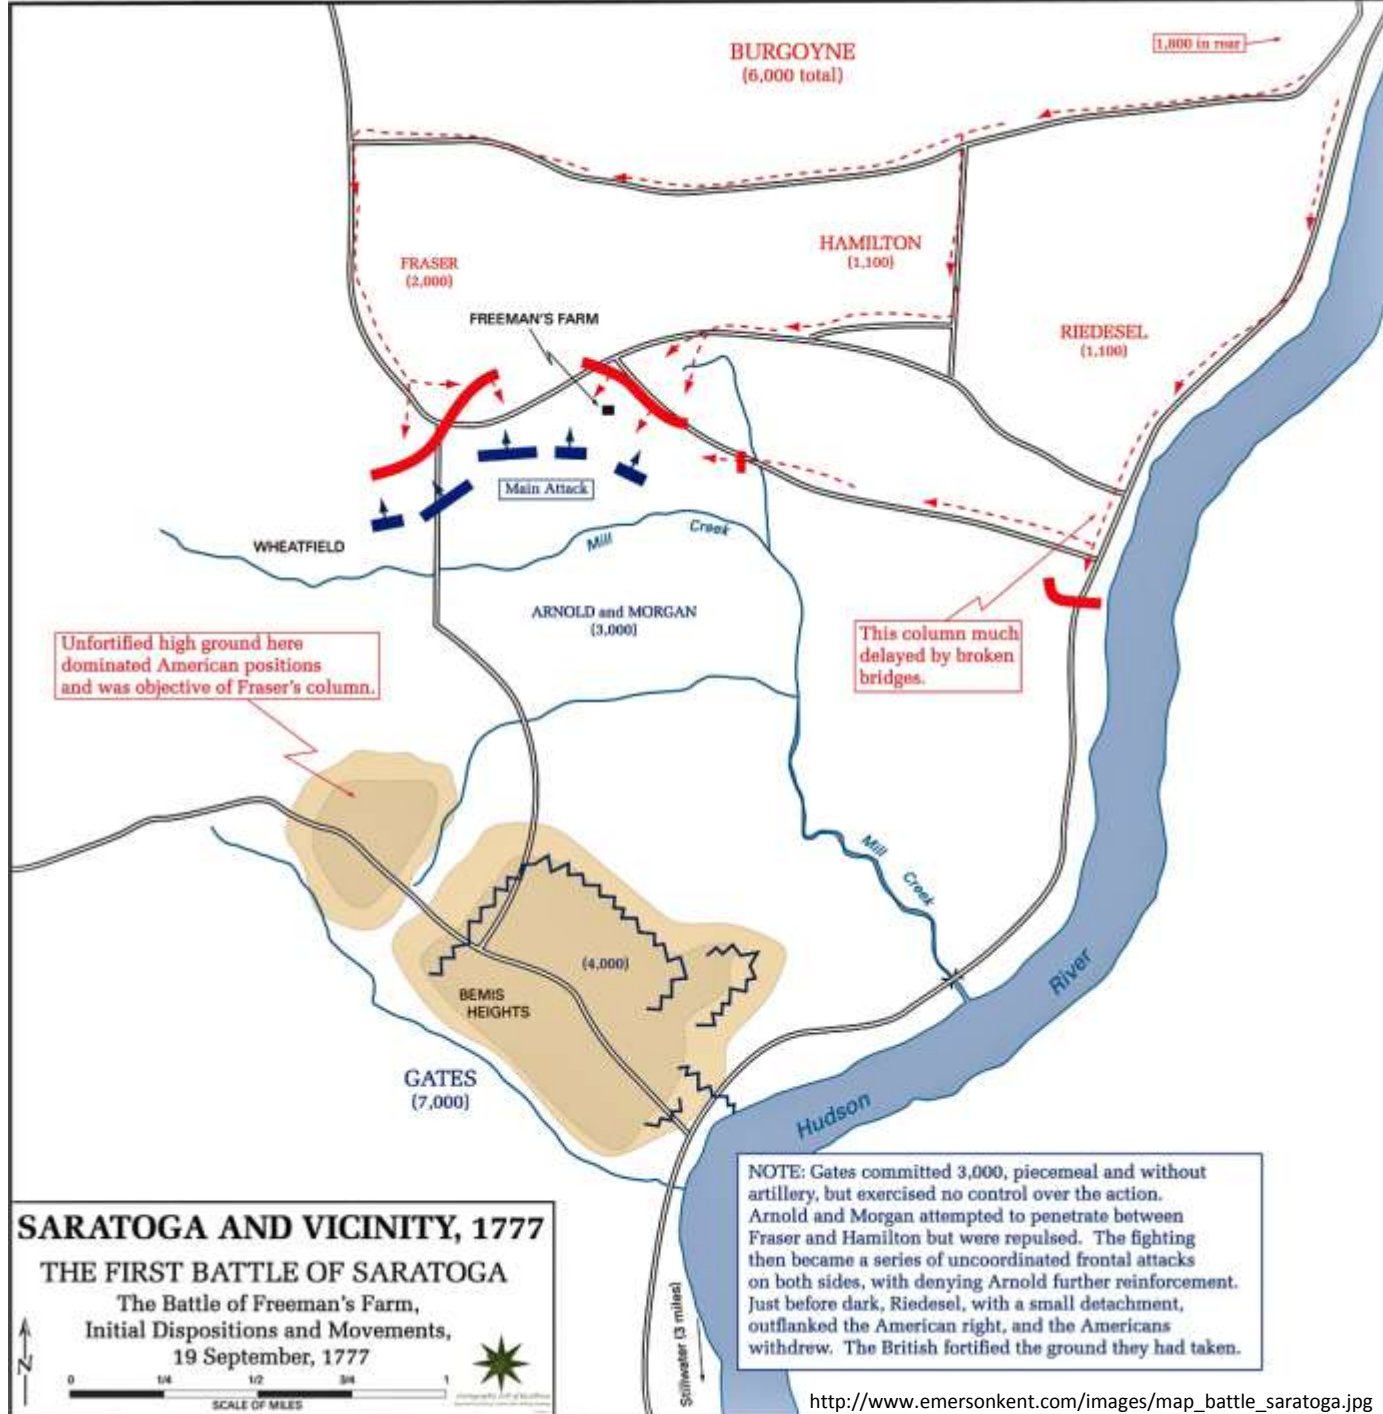 BURGOYNE
(6,000 total)
1,800 in rear
HAMILTON
(1,100)
FRASER
(2,000)
FREEMAN'S FARM
RIEDESEL
(1,100)
Main Attack
WHEATFIELD
Mill Creek
ARNOLD and MORGAN
(3,000)
Unfortified high ground here
dominated American positions
and was objective of Fraser's column.
This column much
delayed by broken
bridges.
Mill
Creek
(4,000)
BEMIS
HEIGHTS
River
GATES
(7,000)
Hudson
NOTE: Gates committed 3,000, piecemeal and without
artillery, but exercised no control over the action.
Arnold and Morgan attempted to penetrate between
Fraser and Hamilton but were repulsed. The fighting
then became a series of uncoordinated frontal attacks
on both sides, with denying Arnold further reinforcement.
Just before dark, Riedesel, with a small detachment,
outflanked the American right, and the Americans
withdrew. The British fortified the ground they had taken.
SARATOGA AND VICINITY, 1777
THE FIRST BATTLE OF SARATOGA
The Battle of Freeman's Farm,
Initial Dispositions and Movements,
19 September, 1777
N
0 1/4 1/2 3/4 1
SCALE OF MILES
Stillwater (3 miles)
http://www.emersonkent.com/images/map_battle_saratoga.jpg